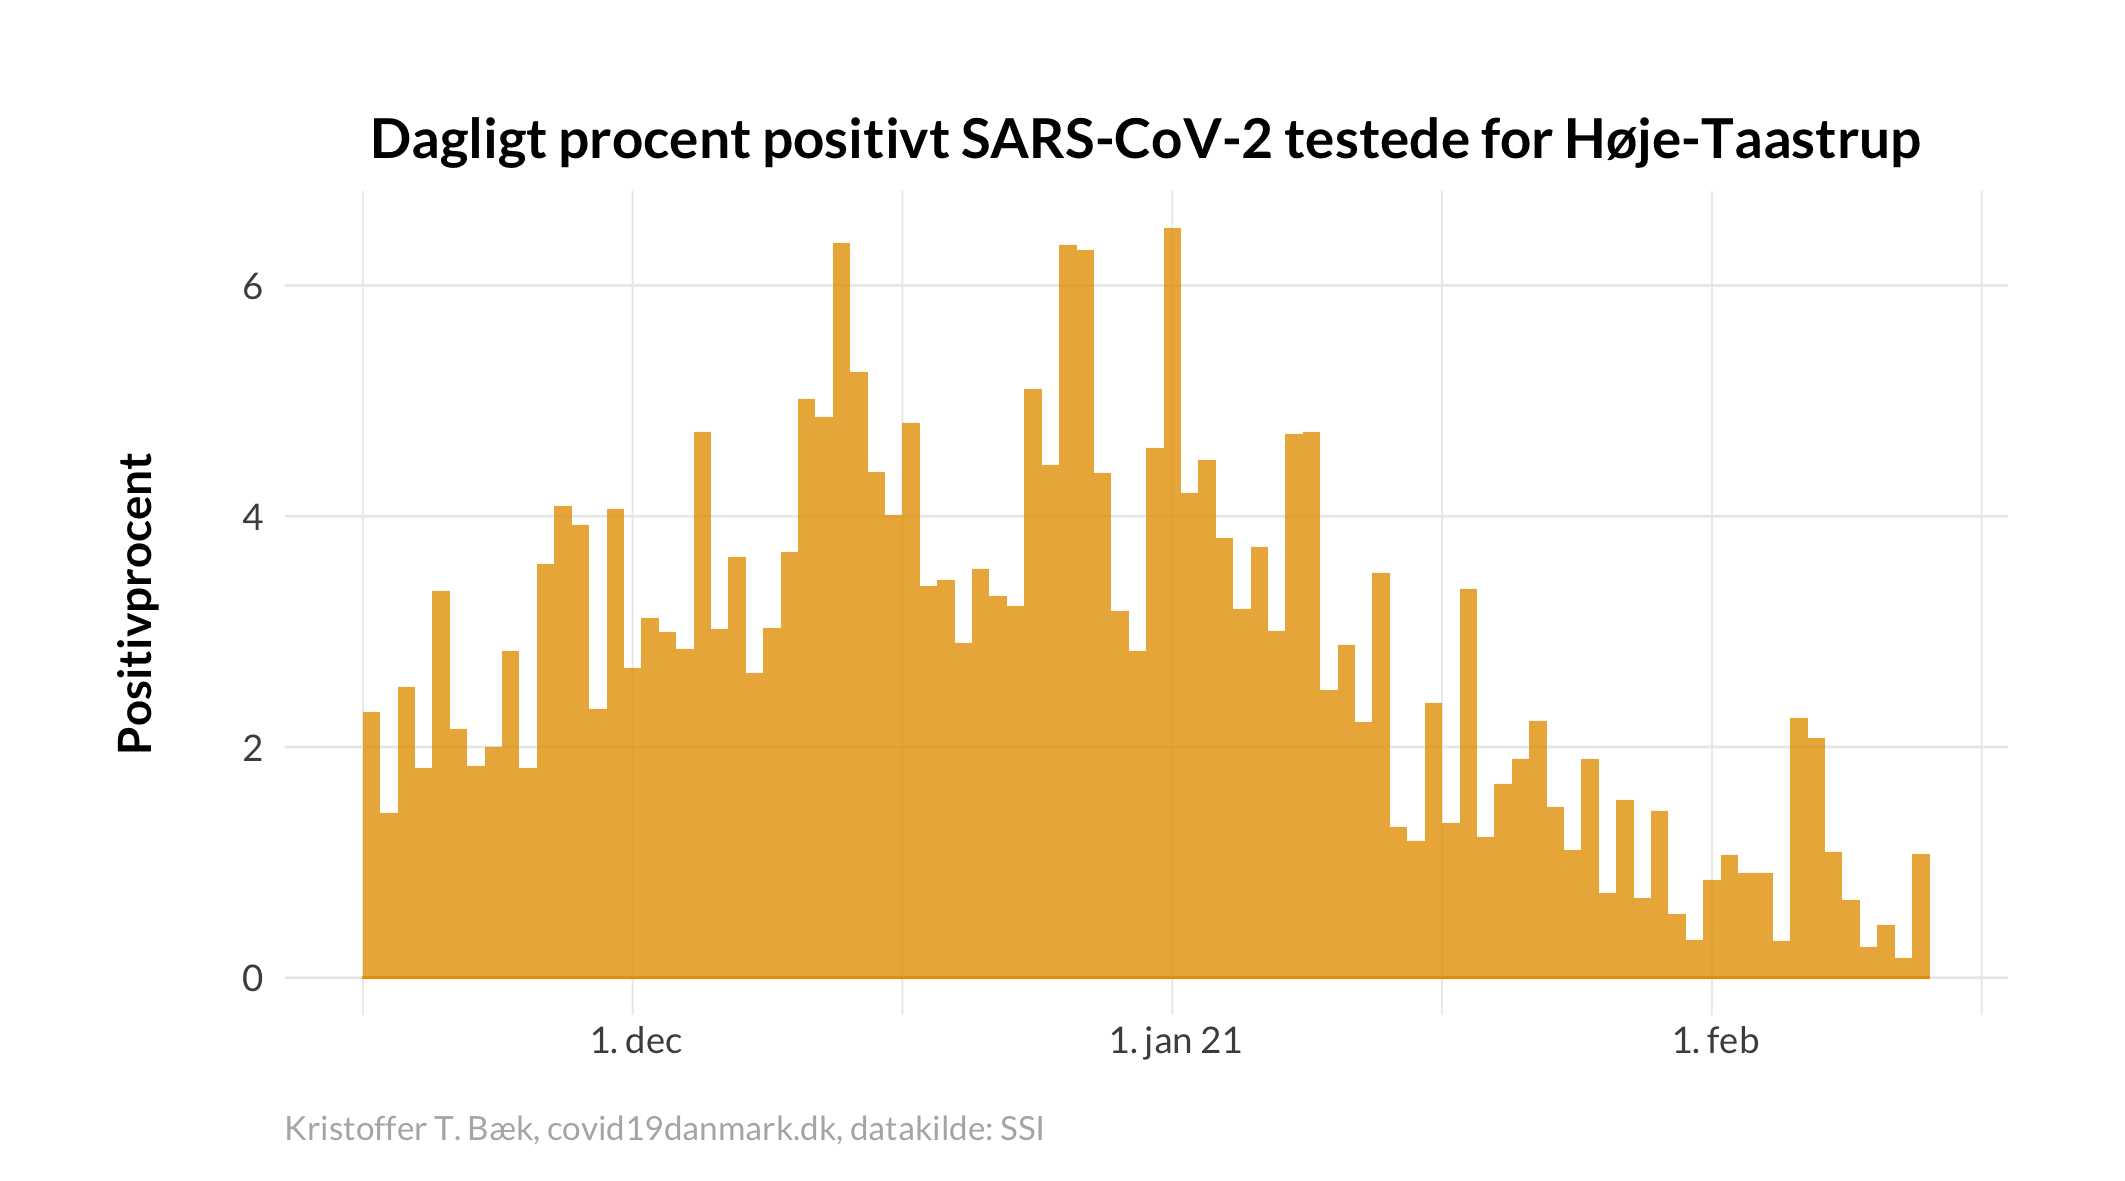 Dagligt procent positivt SARS-CoV-2 testede for Høje-Taastrup
Positivprocent
6
4
2
0
1. dec
1. jan 21
1. feb
Kristoffer T. Bæk, covid19danmark.dk, datakilde: SSI